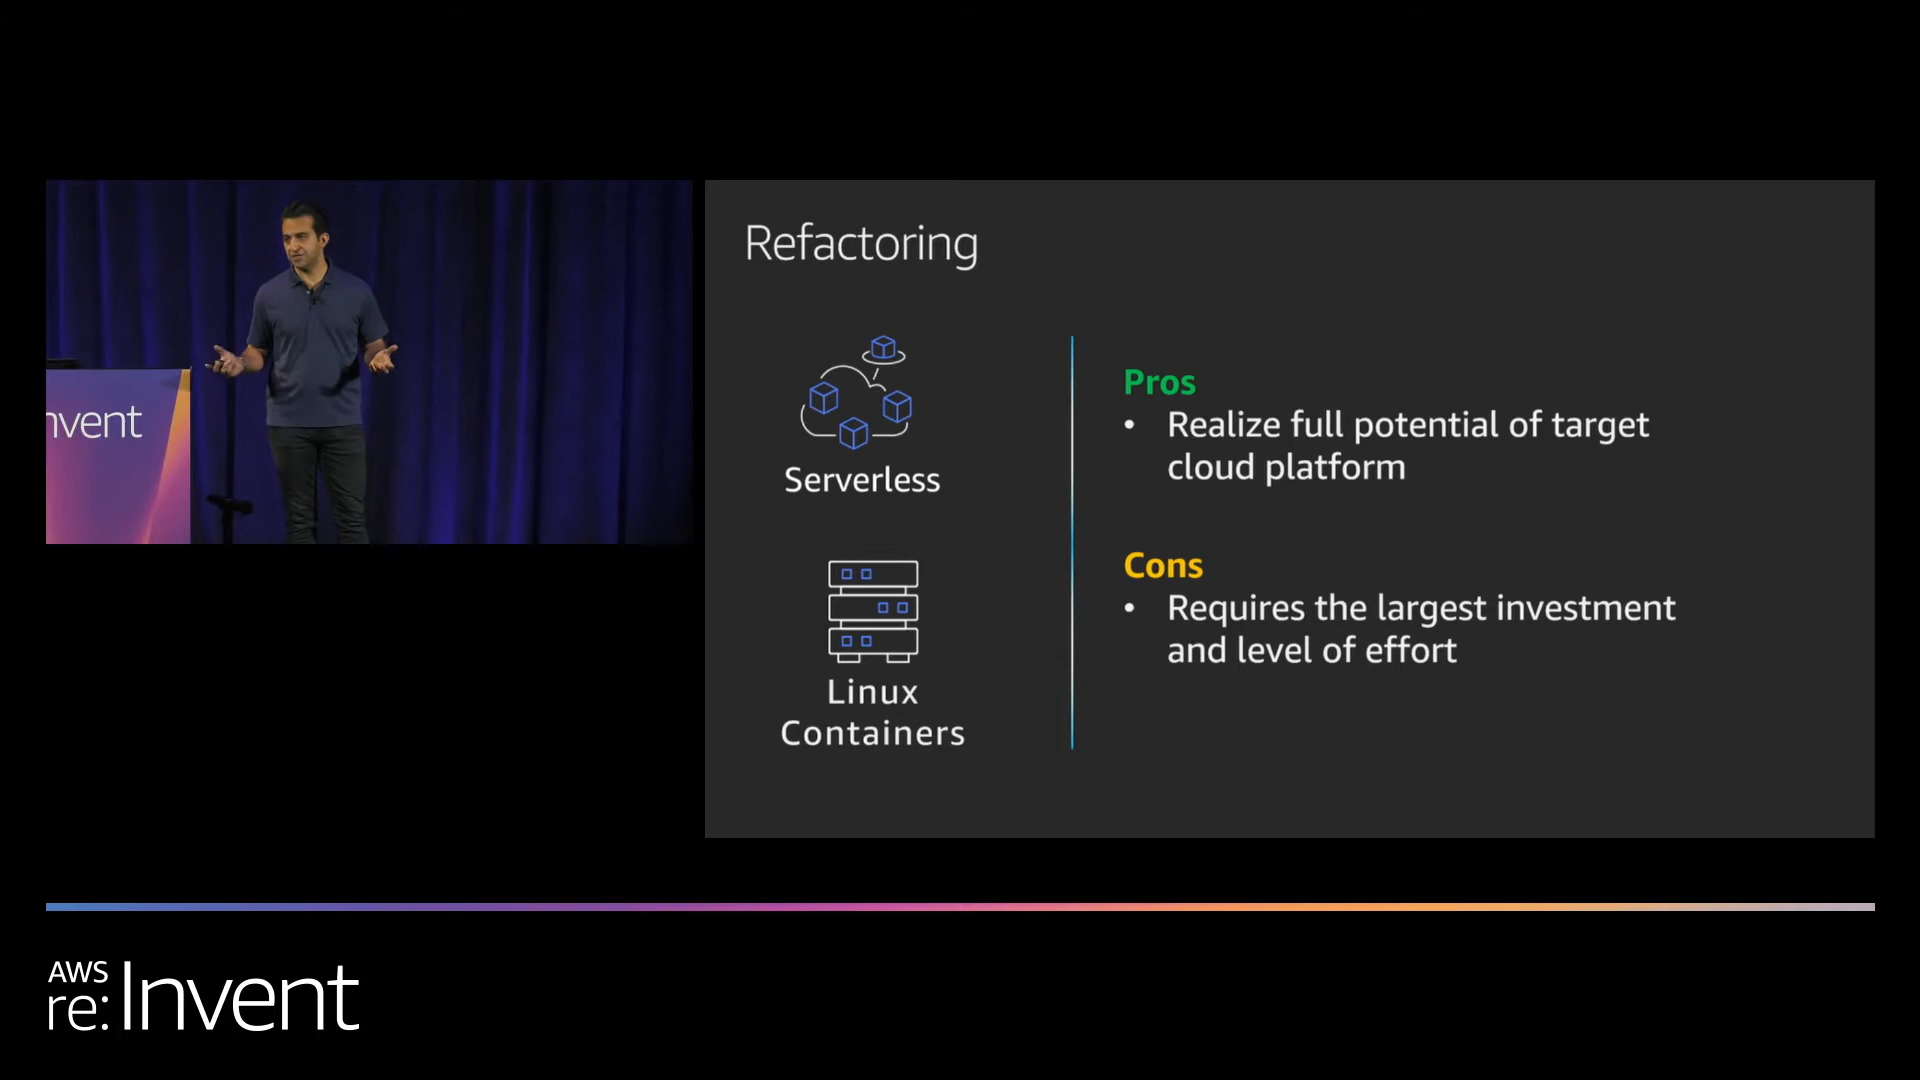 nvent
Refactoring
Serverless
Linux
Containers
Pros
• Realize full potential of target
cloud platform
Cons
• Requires the largest investment
and level of effort
AWS
re:Invent